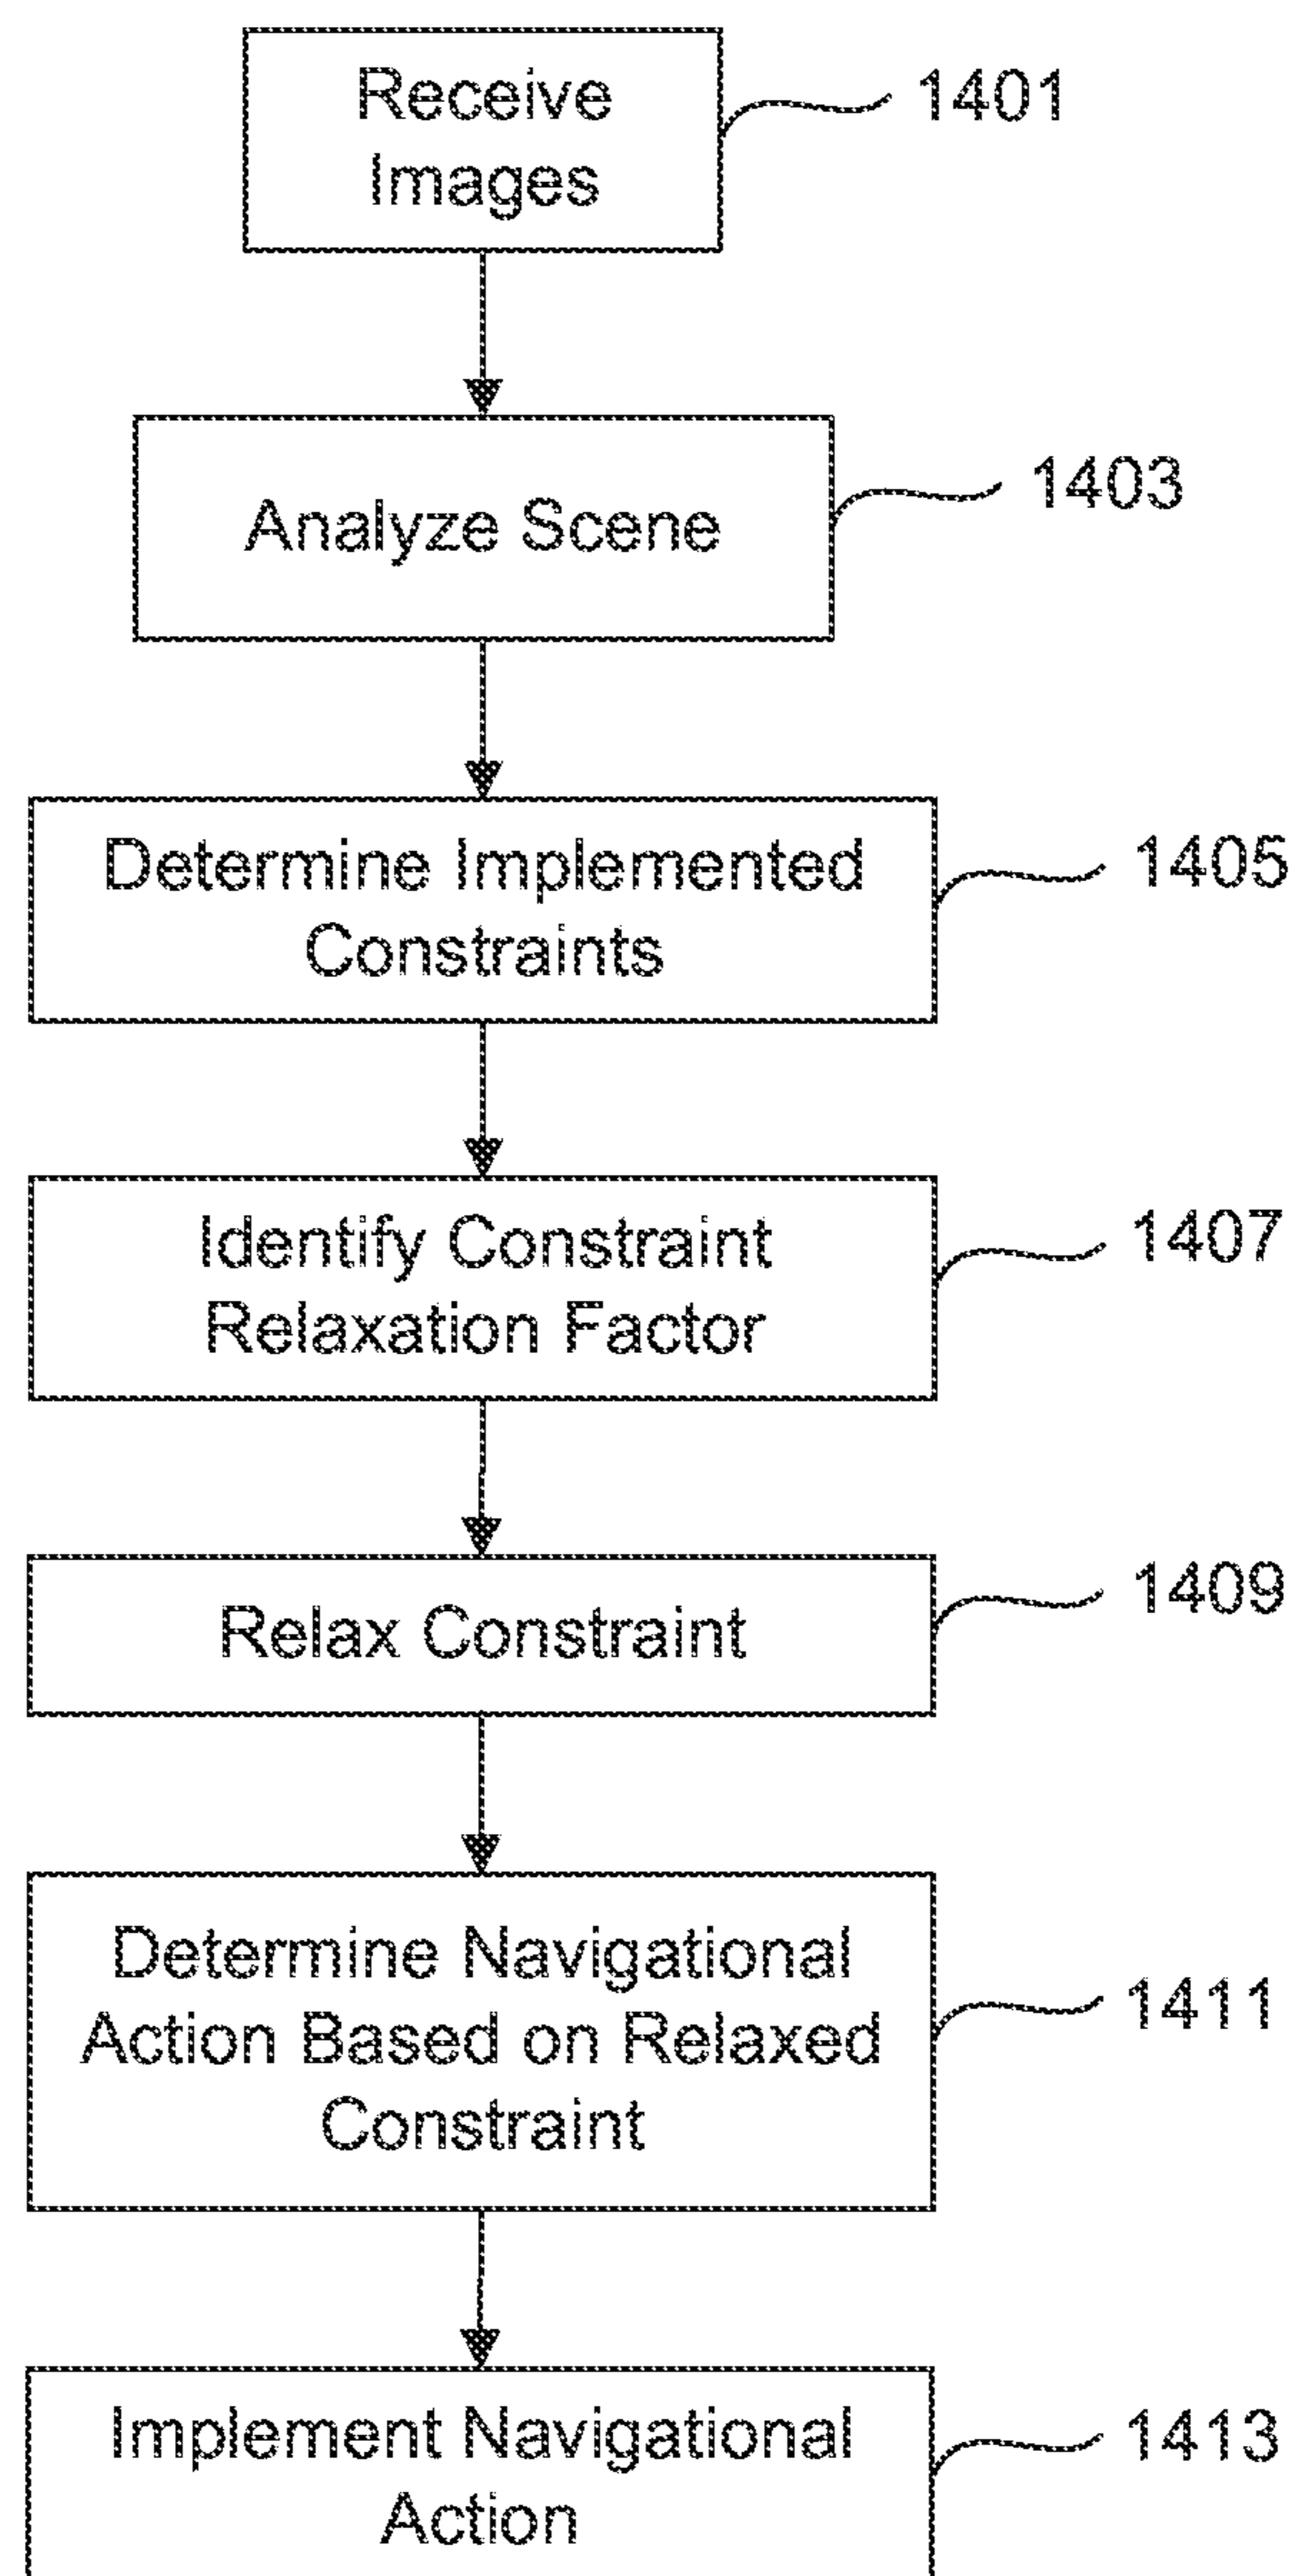 Receive
Images
1401
Analyze Scene
1403
Determine Implemented
Constraints
1405
Identify Constraint
Relaxation Factor
1407
Relax Constraint
1409
Determine Navigational
Action Based on Relaxed
Constraint
1411
Implement Navigational
Action
1413